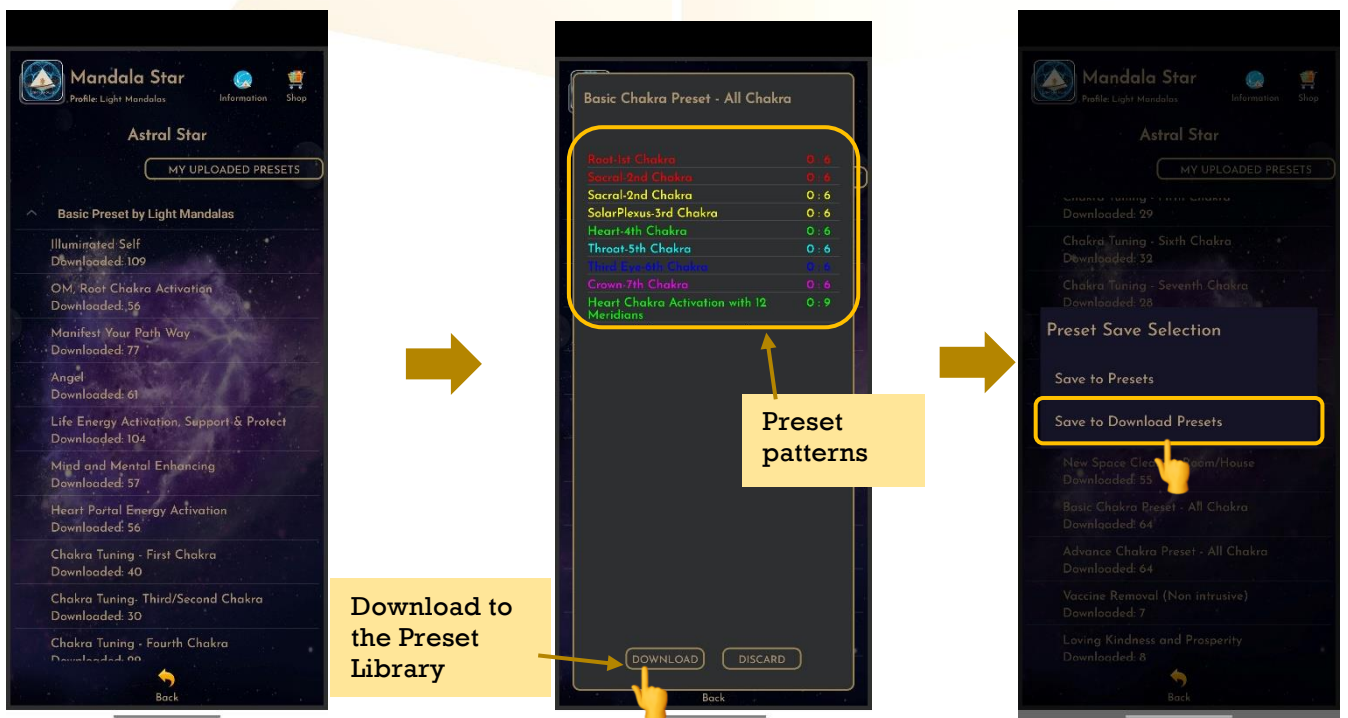 Mandala Star
Profile: Light Mandalas
Information
Shop
Astral Star
MY UPLOADED PRESETS
Basic Preset by Light Mandalas
Illuminated Self
Downloaded: 109
OM, Root Chakra Activation
Downloaded: 56
Manifest Your Path Way
Downloaded: 77
Angel
Downloaded: 61
Life Energy Activation, Support & Protect
Downloaded: 104
Mind and Mental Enhancing
Downloaded: 57
Heart Portal Energy Activation
Downloaded: 56
Chakra Tuning - First Chakra
Downloaded: 40
Chakra Tuning- Third/Second Chakra
Downloaded: 30
Chakra Tuning - Fourth Chakra
Back
Download to
the Preset
Library
Basic Chakra Preset - All Chakra
Root-1st Chakra 0 : 6
Sacral-2nd Chakra 0 : 6
Sacral-2nd Chakra 0 : 6
SolarPlexus-3rd Chakra 0 : 6
Heart-4th Chakra 0 : 6
Throat-5th Chakra 0 : 6
Third Eye-6th Chakra 0 : 6
Crown-7th Chakra 0 : 6
Heart Chakra Activation with 12 0 : 9
Meridians
Preset
patterns
DOWNLOAD
DISCARD
Back
Mandala Star
Profile: Light Mandalas
Information
Shop
Astral Star
MY UPLOADED PRESETS
Chakra Tuning - Fifth Chakra
Downloaded: 29
Chakra Tuning - Sixth Chakra
Downloaded: 32
Chakra Tuning - Seventh Chakra
Downloaded: 28
Preset Save Selection
Save to Presets
Save to Download Presets
New Space Room/House
Downloaded: 55
Basic Chakra Preset - All Chakra
Downloaded: 64
Advance Chakra Preset - All Chakra
Downloaded: 64
Vaccine Removal (Non intrusive)
Downloaded: 7
Loving Kindness and Prosperity
Downloaded: 8
Back